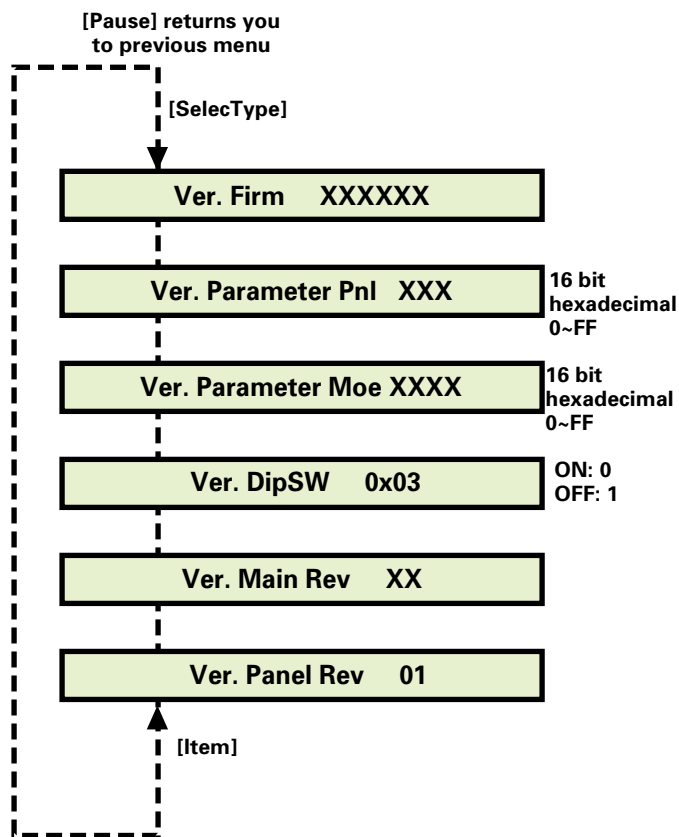 [Pause] returns you
to previous menu
[SelecType]
Ver. Firm XXXXXX
Ver. Parameter Pnl XXX
16 bit
hexadecimal
0~FF
Ver. Parameter Moe XXXX
16 bit
hexadecimal
0~FF
Ver. DipSW 0x03
ON: 0
OFF: 1
Ver. Main Rev XX
Ver. Panel Rev 01
[Item]